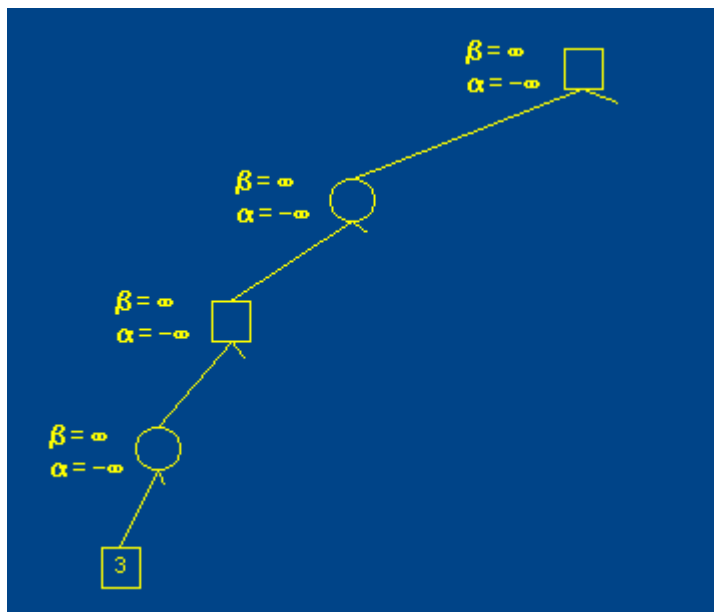 β = ∞
α = −∞
β = ∞
α = −∞
β = ∞
α = −∞
β = ∞
α = −∞
3